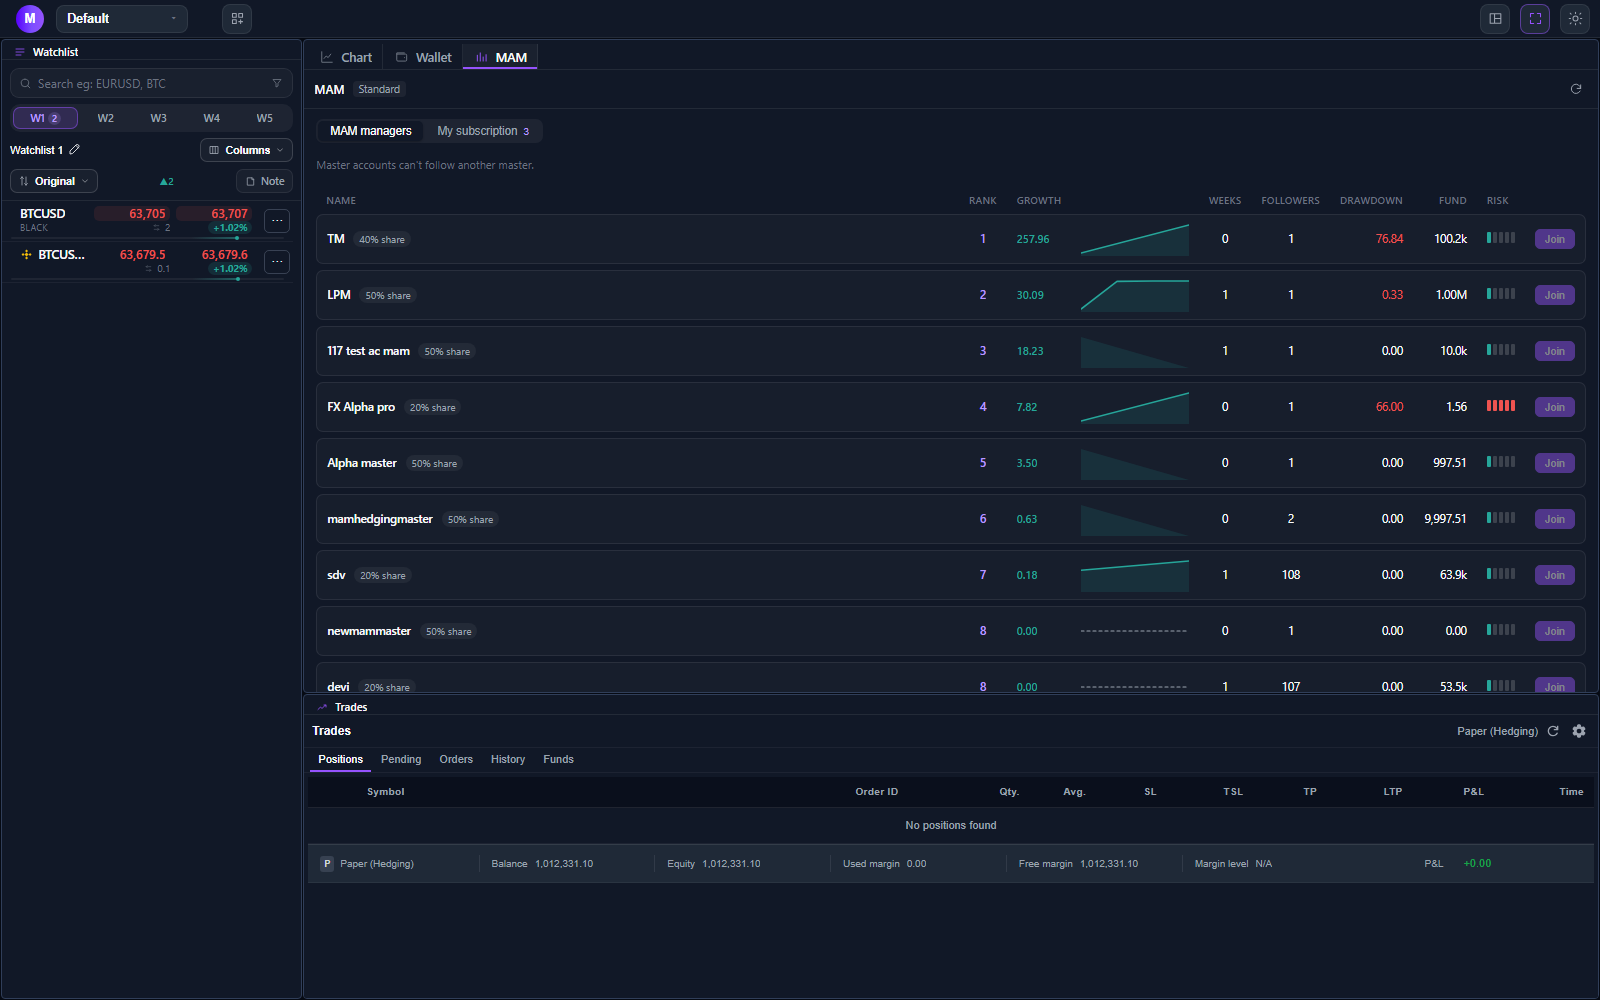 M Default
Watchlist
Search eg: EURUSD, BTC
W1 2 W2 W3 W4 W5
Watchlist 1 Columns
Original ▲2 Note
BTCUSD 63,705 63,707 ...
BLACK 2 +1.02%
BTCUS... 63,679.5 63,679.6 ...
0.1 +1.02%
Chart Wallet MAM
MAM Standard
MAM managers My subscription 3
Master accounts can't follow another master.
NAME RANK GROWTH WEEKS FOLLOWERS DRAWDOWN FUND RISK
TM 40% share 1 257.96 0 1 76.84 100.2k Join
LPM 50% share 2 30.09 1 1 0.33 1.00M Join
117 test ac mam 50% share 3 18.23 1 1 0.00 10.0k Join
FX Alpha pro 20% share 4 7.82 0 1 66.00 1.56 Join
Alpha master 50% share 5 3.50 0 1 0.00 997.51 Join
mamhedgingmaster 50% share 6 0.63 0 2 0.00 9,997.51 Join
sdv 20% share 7 0.18 1 108 0.00 63.9k Join
newmammaster 50% share 8 0.00 0 1 0.00 0.00 Join
devi 20% share 8 0.00 1 107 0.00 53.5k Join
Trades
Trades Paper (Hedging)
Positions Pending Orders History Funds
Symbol Order ID Qty. Avg. SL TSL TP LTP P&L Time
No positions found
P Paper (Hedging) Balance 1,012,331.10 Equity 1,012,331.10 Used margin 0.00 Free margin 1,012,331.10 Margin level N/A P&L +0.00